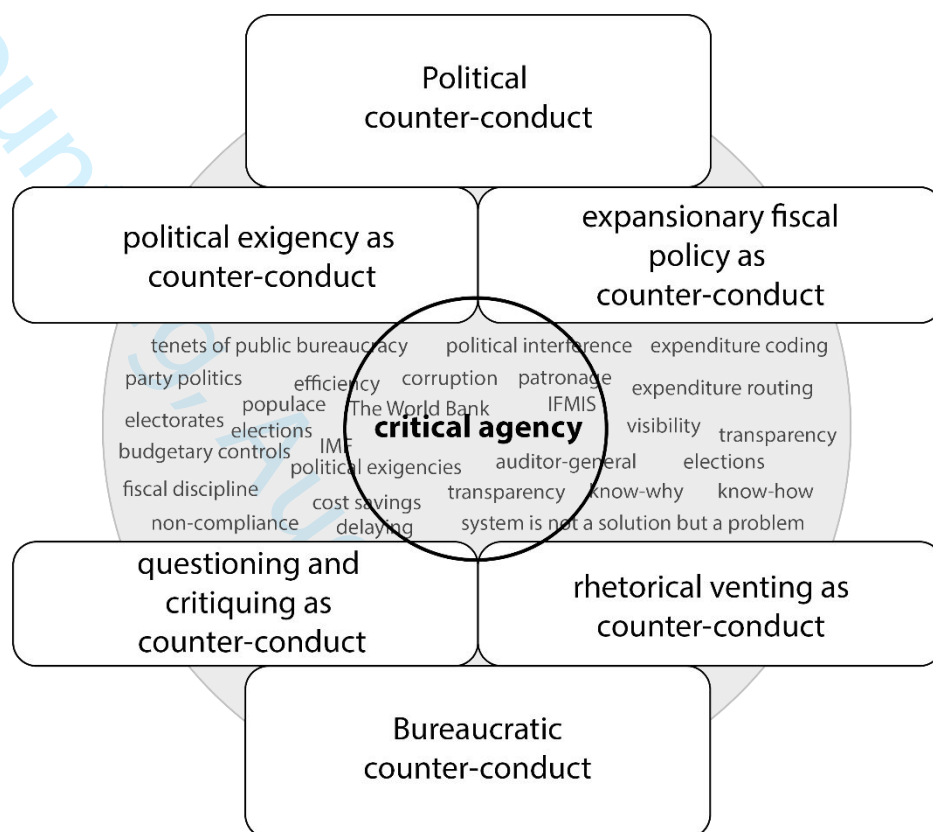 Political
counter-conduct
political exigency as
counter-conduct
expansionary fiscal
policy as
counter-conduct
tenets of public bureaucracy
political interference
expenditure coding
party politics
efficiency
corruption
patronage
expenditure routing
populace
The World Bank
IFMIS
electorates
elections
critical agency
visibility
transparency
budgetary controls
IMF
political exigencies
auditor-general
elections
fiscal discipline
cost savings
transparency
know-why
know-how
non-compliance
delaying
system is not a solution but a problem
questioning and
critiquing as
counter-conduct
rhetorical venting as
counter-conduct
Bureaucratic
counter-conduct